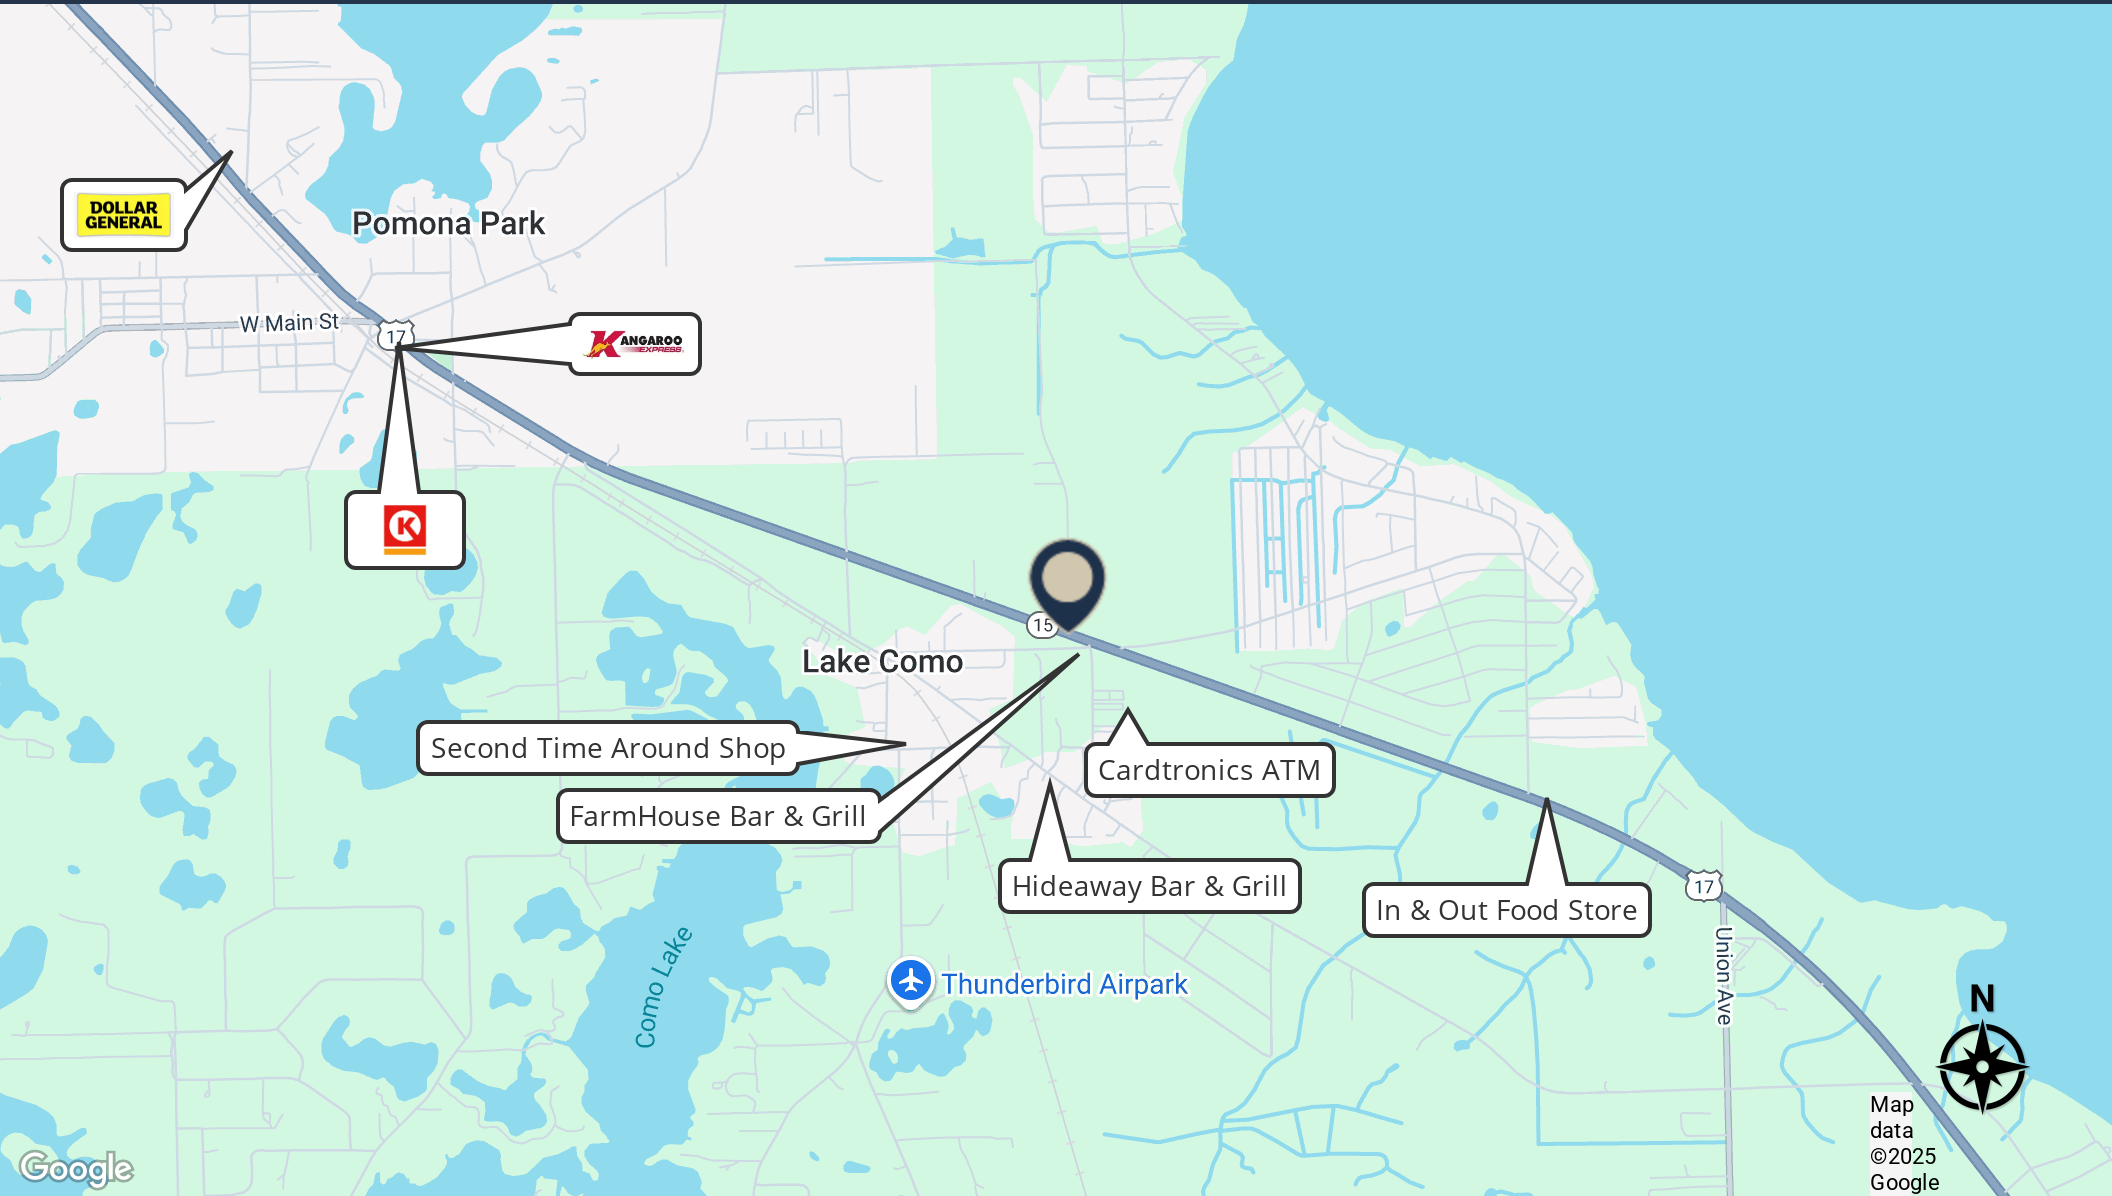 DOLLAR
GENERAL
Pomona Park
W Main St
17
KANGAROO
EXPRESS
K
15
Lake Como
Second Time Around Shop
FarmHouse Bar & Grill
Cardtronics ATM
Hideaway Bar & Grill
In & Out Food Store
17
Union Ave
Como Lake
Thunderbird Airpark
N
Map
data
©2025
Google
Google